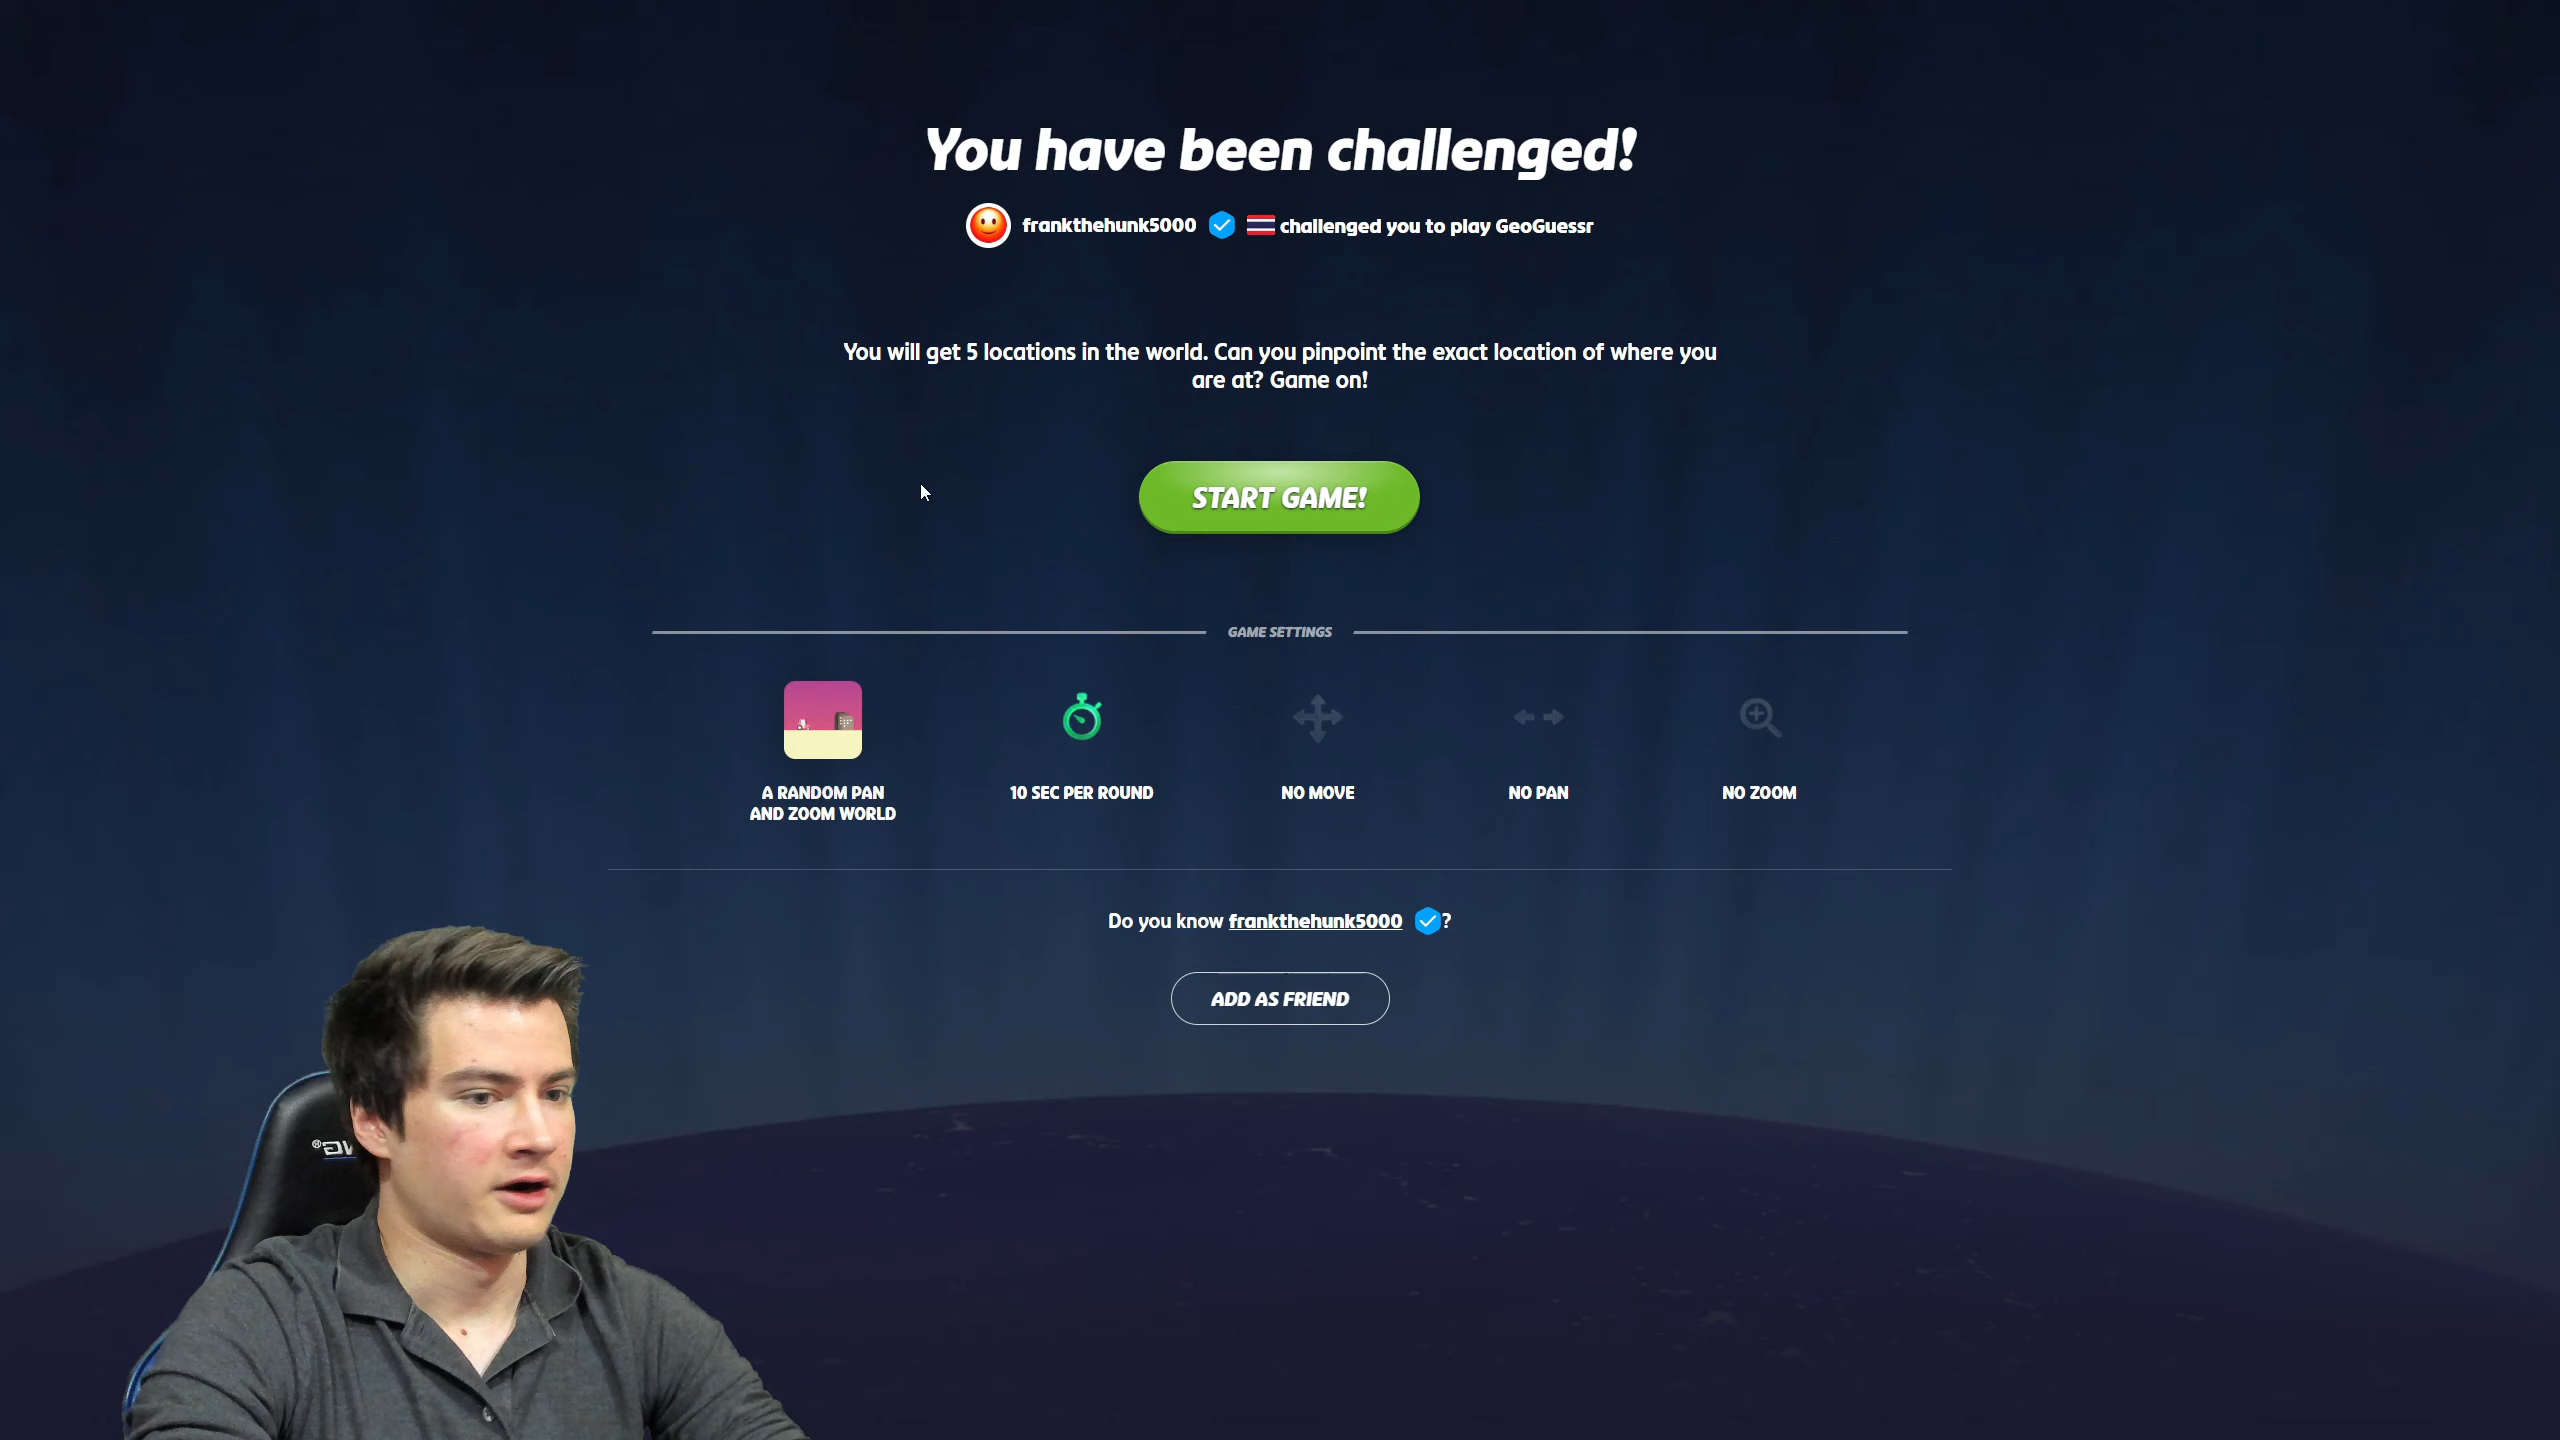 You have been challenged!
frankthehunk5000 challenged you to play GeoGuessr
You will get 5 locations in the world. Can you pinpoint the exact location of where you
are at? Game on!
START GAME!
GAME SETTINGS
A RANDOM PAN
AND ZOOM WORLD
10 SEC PER ROUND
NO MOVE
NO PAN
NO ZOOM
Do you know frankthehunk5000 ?
ADD AS FRIEND